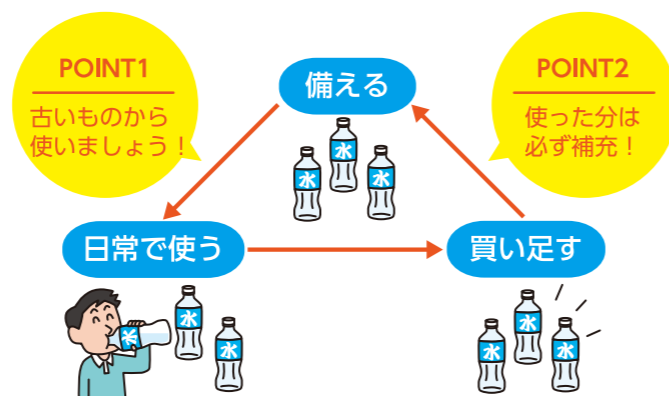 POINT1
古いものから
使いましょう！
備える
POINT2
使った分は
必ず補充！
水
水
水
日常で使う
買い足す
水
水
水
水
水
水